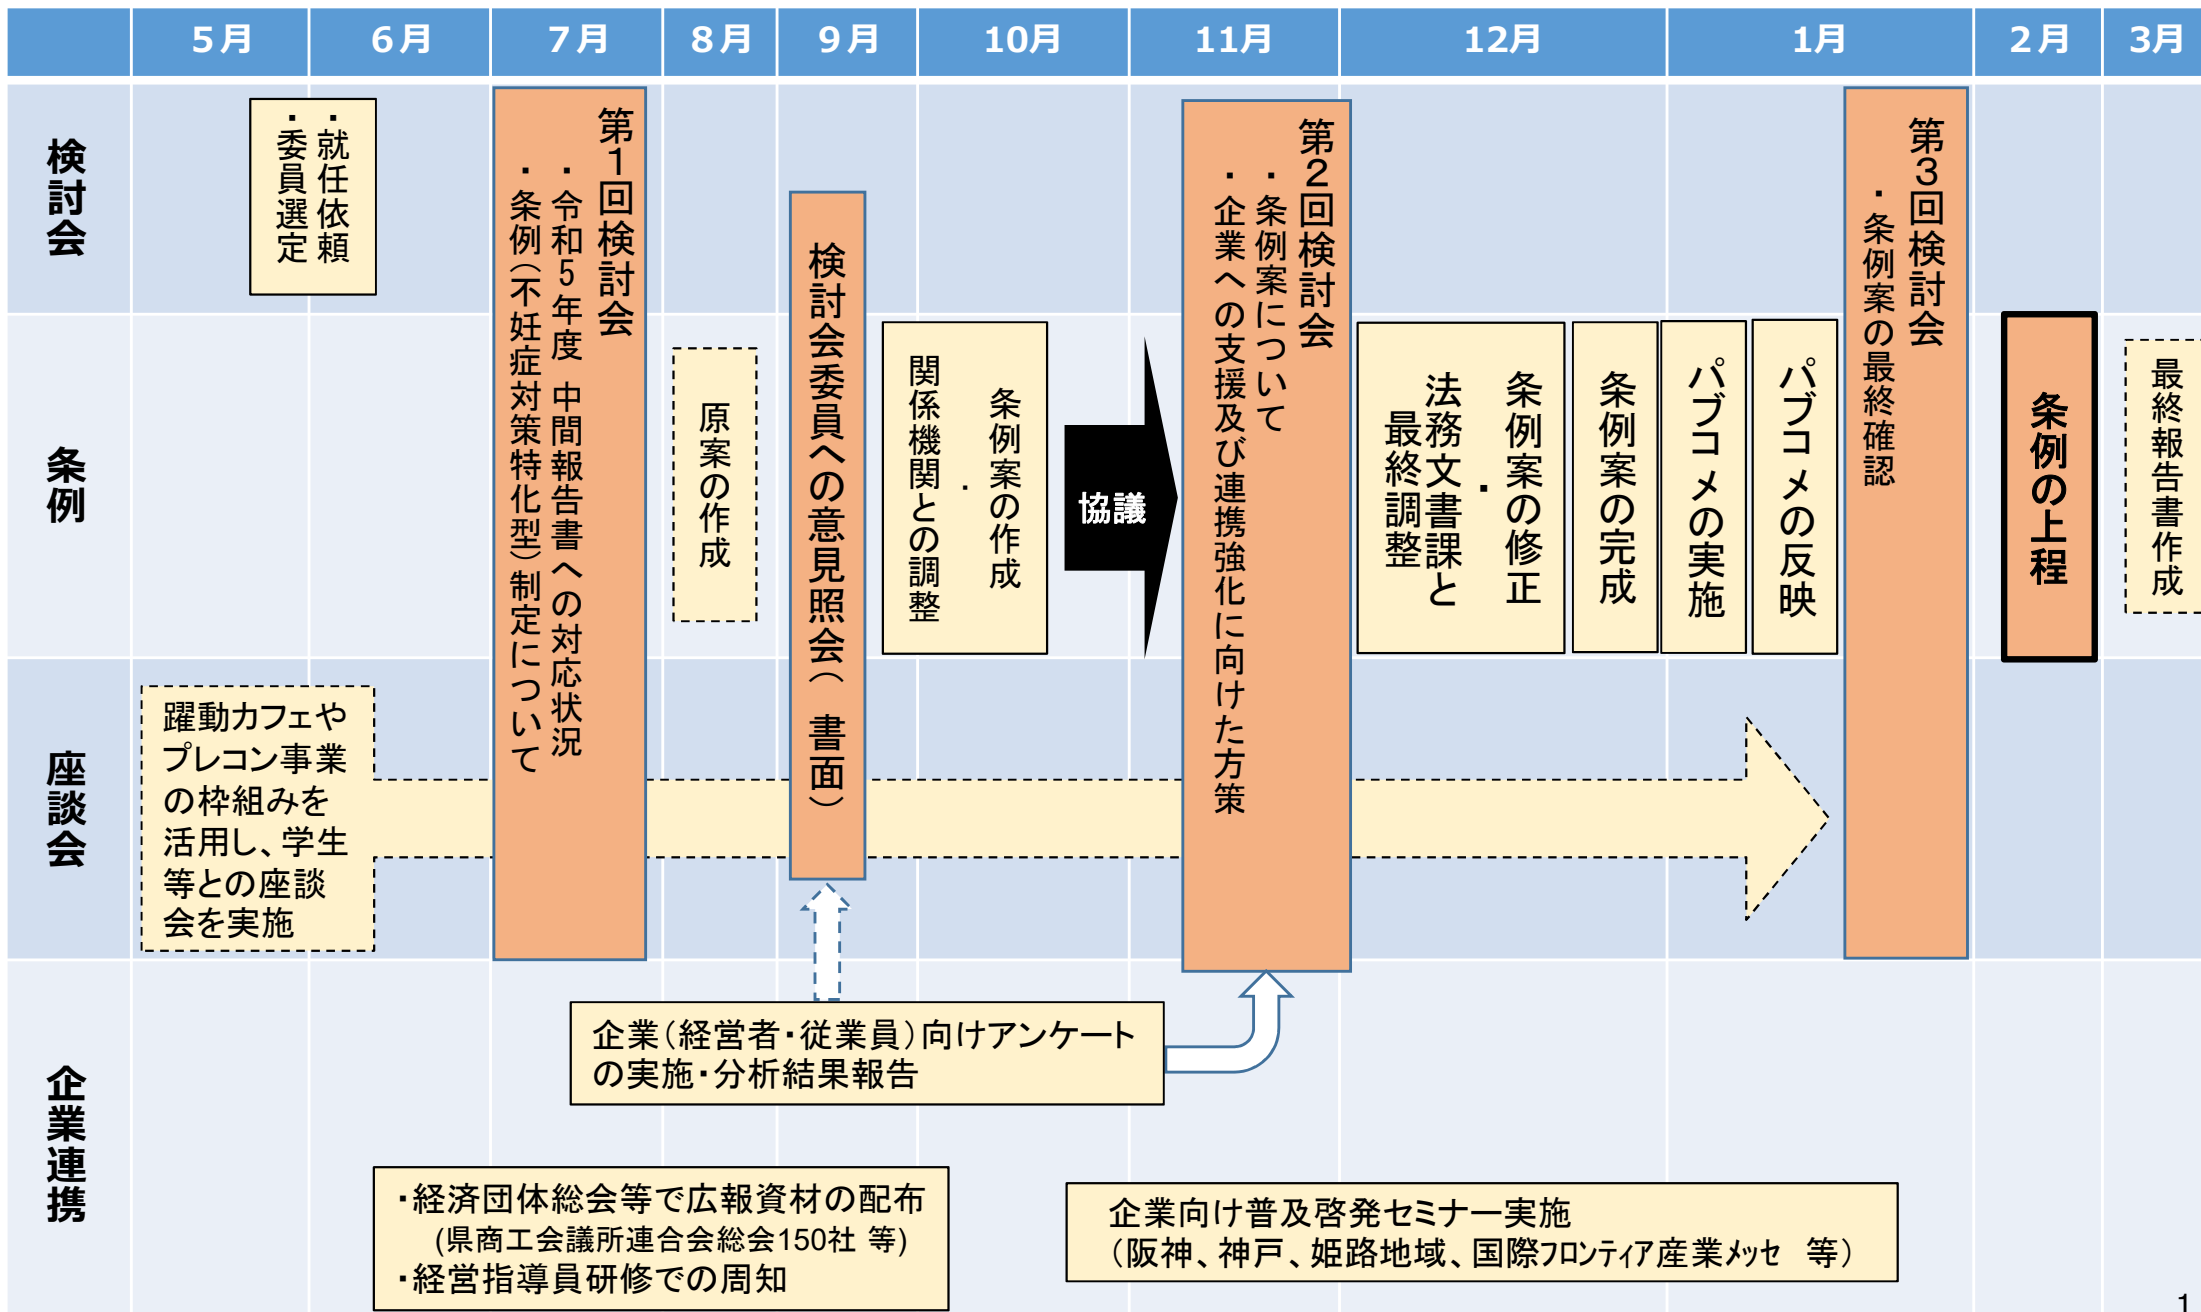 5月
6月
7月
8月
9月
10月
11月
12月
1月
2月
3月
検討会
・就任依頼
・委員選定
第1回検討会
・令和5年度 中間報告書への対応状況
・条例(不妊症対策特化型)制定について
検討会委員への意見照会(書面)
第2回検討会
・条例案について
・企業への支援及び連携強化に向けた方策
第3回検討会
・条例案の最終確認
条例
原案の作成
条例案の作成
・
関係機関との調整
協議
条例案の修正
・
法務文書課と
最終調整
条例案の完成
パブコメの実施
パブコメの反映
条例の上程
最終報告書作成
座談会
躍動カフェや
プレコン事業
の枠組みを
活用し、学生
等との座談
会を実施
企業連携
企業(経営者・従業員)向けアンケート
の実施・分析結果報告
・経済団体総会等で広報資材の配布
(県商工会議所連合会総会150社 等)
・経営指導員研修での周知
企業向け普及啓発セミナー実施
(阪神、神戸、姫路地域、国際フロンティア産業メッセ 等)
1